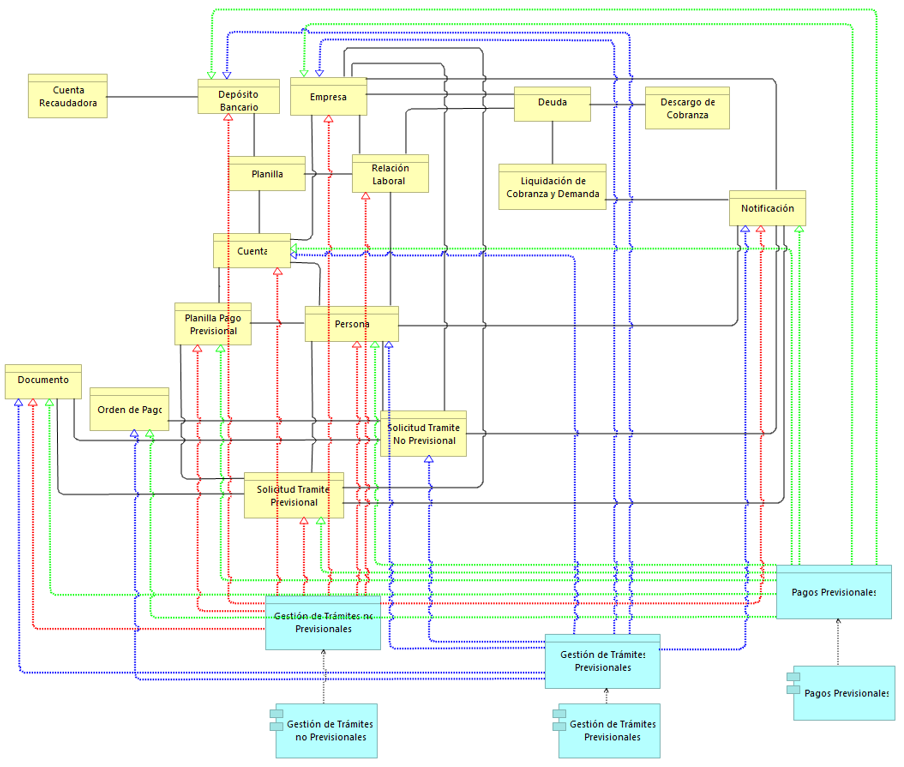 Cuenta
Recaudadora
Depósito
Bancario
Empresa
Deuda
Descargo de
Cobranza
Planilla
Relación
Laboral
Liquidación de
Cobranza y Demanda
Notificación
Cuenta
Planilla Pago
Previsional
Persona
Documento
Orden de Pago
Solicitud Tramite
No Previsional
Solicitud Tramite
Previsional
Pagos Previsionales
Gestión de Trámites no
Previsionales
Gestión de Trámites
Previsionales
Pagos Previsionales
Gestión de Trámites
no Previsionales
Gestión de Trámites
Previsionales